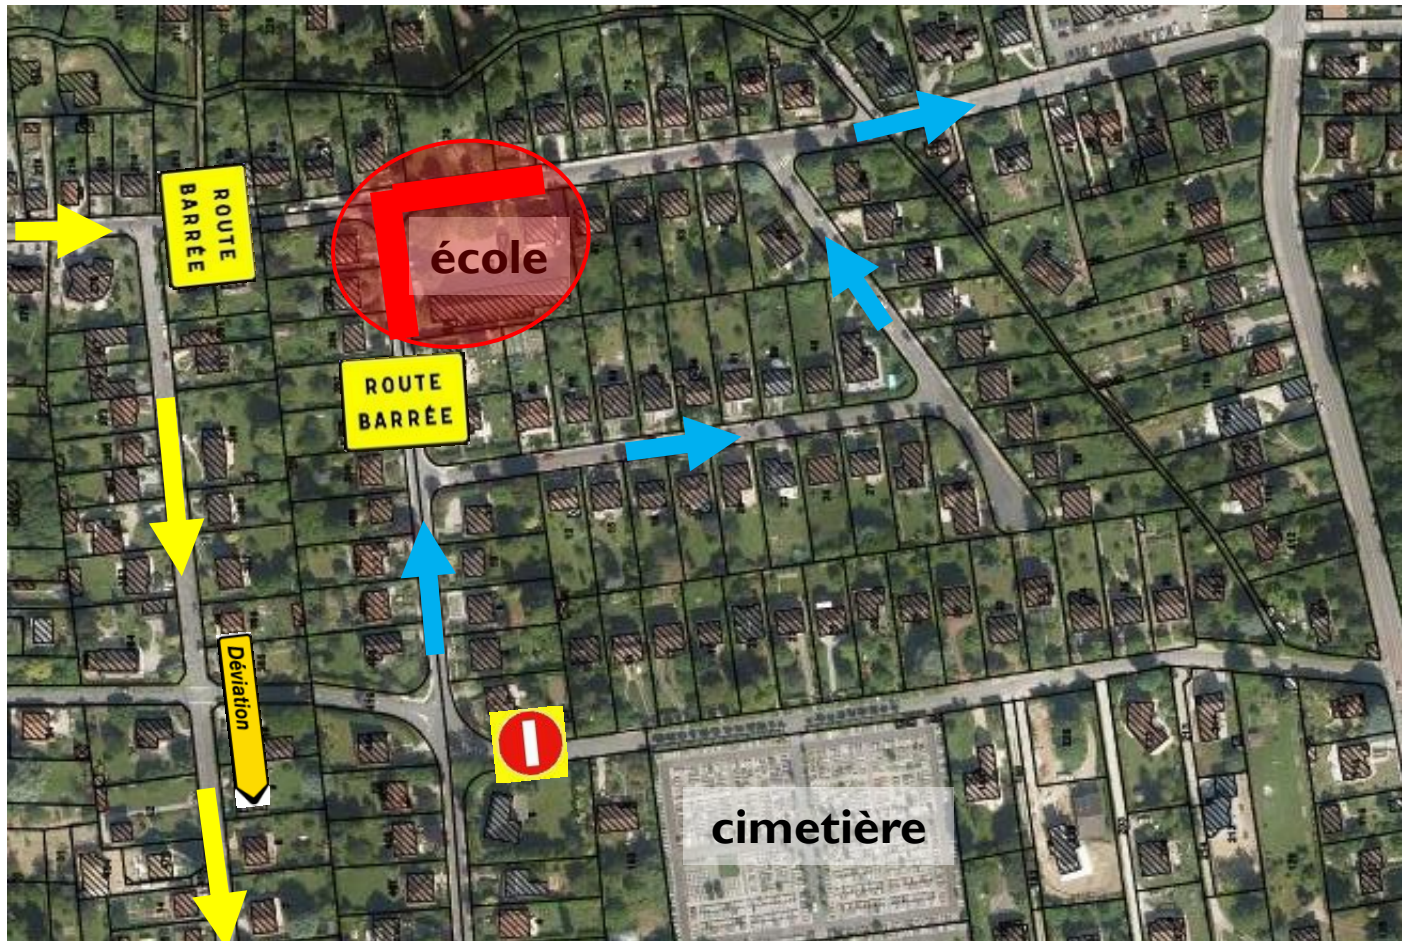 ROUTE
BARRÉE
école
ROUTE
BARRÉE
Déviation
cimetière